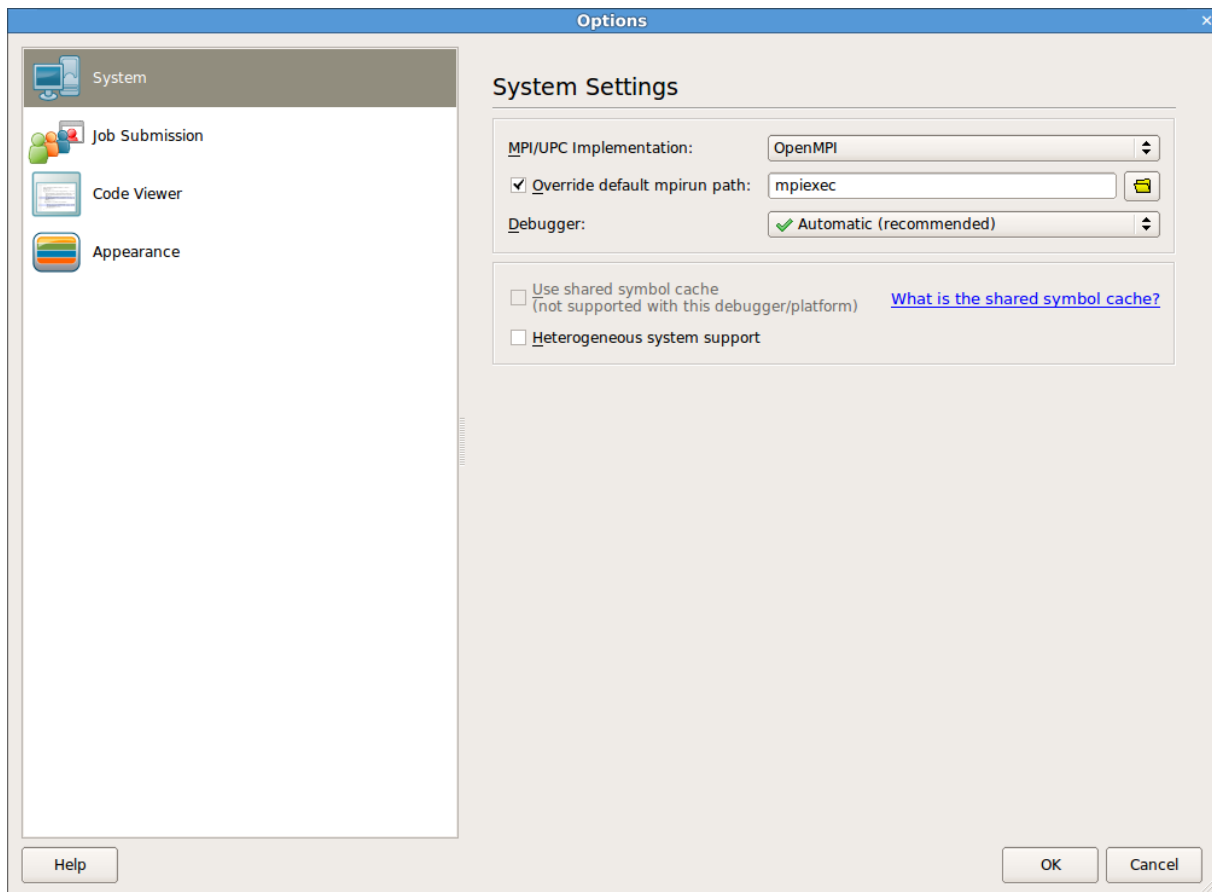 Options
System
Job Submission
Code Viewer
Appearance
System Settings
MPI/UPC Implementation: OpenMPI
Override default mpirun path: mpiexec
Debugger: Automatic (recommended)
Use shared symbol cache
(not supported with this debugger/platform) What is the shared symbol cache?
Heterogeneous system support
Help OK Cancel